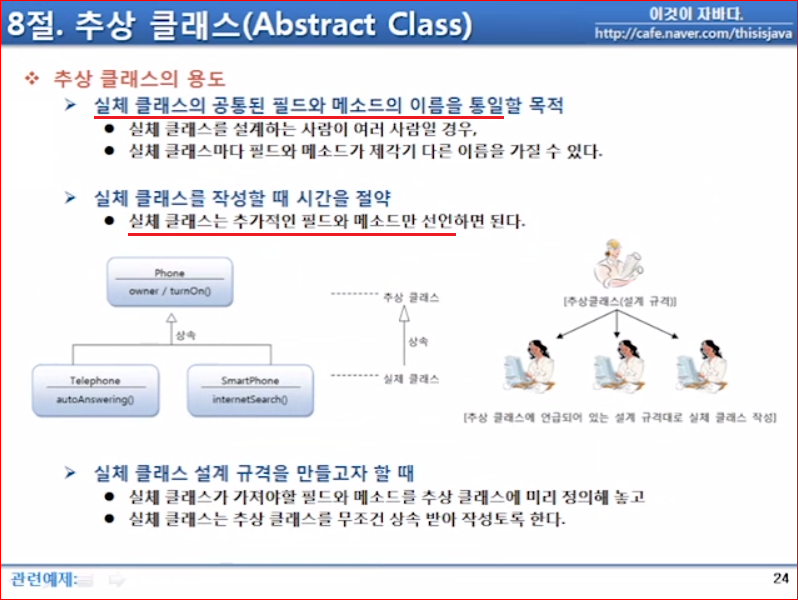 8절. 추상 클래스(Abstract Class)
이것이 자바다.
http://cafe.naver.com/thisisjava
추상 클래스의 용도
실체 클래스의 공통된 필드와 메소드의 이름을 통일할 목적
실체 클래스를 설계하는 사람이 여러 사람일 경우,
실체 클래스마다 필드와 메소드가 제각기 다른 이름을 가질 수 있다.
실체 클래스를 작성할 때 시간을 절약
실체 클래스는 추가적인 필드와 메소드만 선언하면 된다.
Phone
owner / turnOn()
상속
Telephone
autoAnswering()
SmartPhone
internetSearch()
추상 클래스
상속
실체 클래스
[추상클래스(설계 규격)]
[추상 클래스에 언급되어 있는 설계 규격대로 실체 클래스 작성]
실체 클래스 설계 규격을 만들고자 할 때
실체 클래스가 가져야할 필드와 메소드를 추상 클래스에 미리 정의해 놓고
실체 클래스는 추상 클래스를 무조건 상속 받아 작성토록 한다.
관련예제:
24